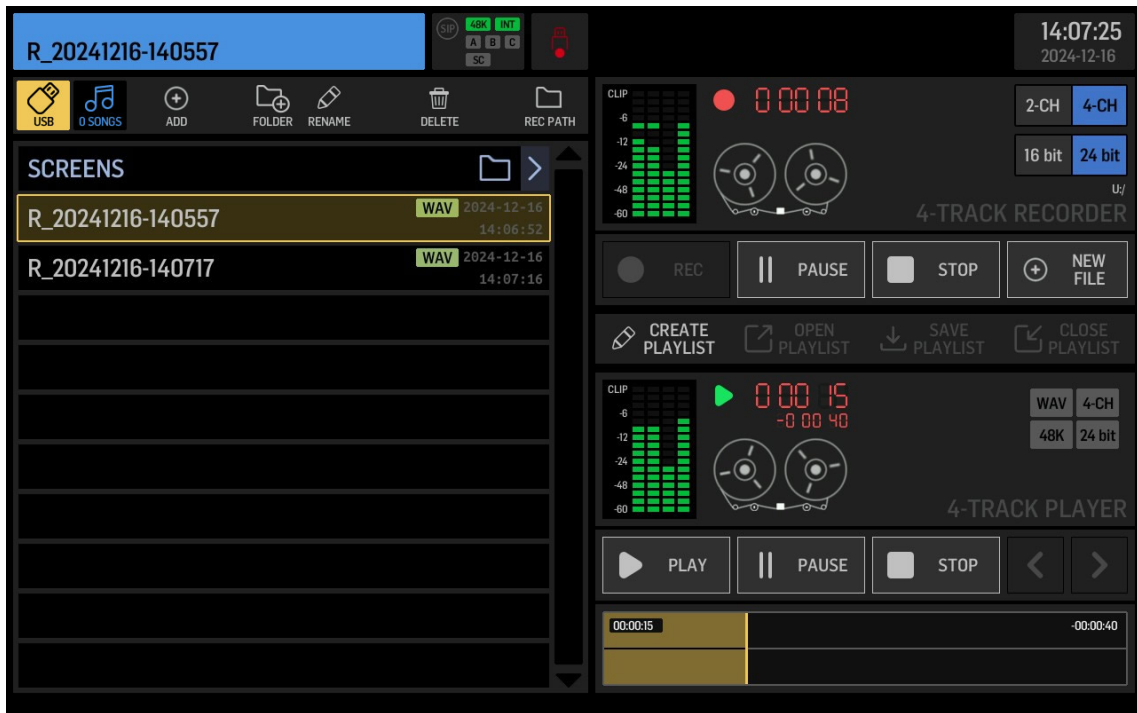 R_20241216-140557
SIP
48K INT
A B C
SC
14:07:25
2024-12-16
USB
0 SONGS
ADD
FOLDER
RENAME
DELETE
REC PATH
SCREENS
R_20241216-140557
WAV 2024-12-16
14:06:52
R_20241216-140717
WAV 2024-12-16
14:07:16
CLIP
-6
-12
-24
-48
-60
0 00 08
2-CH 4-CH
16 bit 24 bit
U:/
4-TRACK RECORDER
REC
PAUSE
STOP
NEW
FILE
CREATE
PLAYLIST
OPEN
PLAYLIST
SAVE
PLAYLIST
CLOSE
PLAYLIST
CLIP
-6
-12
-24
-48
-60
0 00 15
-0 00 40
WAV 4-CH
48K 24 bit
4-TRACK PLAYER
PLAY
PAUSE
STOP
00:00:15
-00:00:40